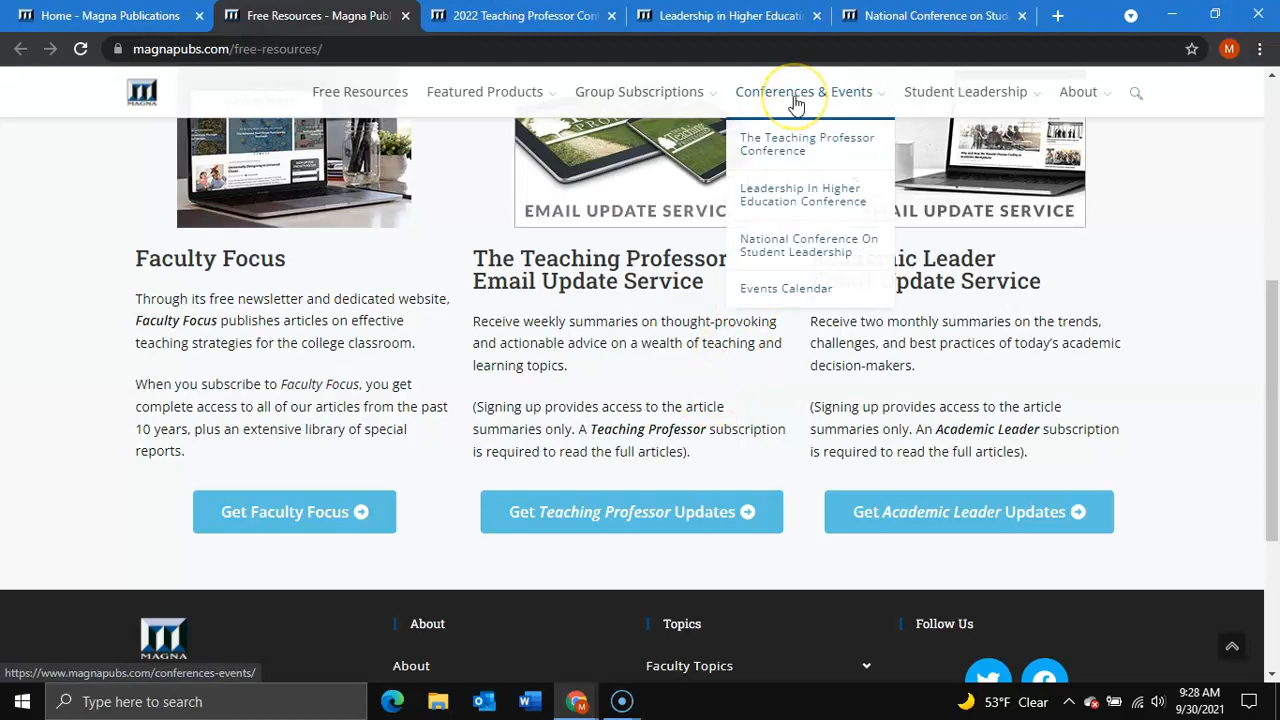 Home - Magna Publications
Free Resources - Magna Publ
2022 Teaching Professor Con
Leadership in Higher Educati
National Conference on Stud
magnapubs.com/free-resources/
M
MAGNA
Free Resources
Featured Products
Group Subscriptions
Conferences & Events
Student Leadership
About
The Teaching Professor
Conference
Leadership In Higher
Education Conference
National Conference On
Student Leadership
Events Calendar
EMAIL UPDATE SERVIC
AIL UPDATE SERVICE
Faculty Focus
Through its free newsletter and dedicated website,
Faculty Focus publishes articles on effective
teaching strategies for the college classroom.
When you subscribe to Faculty Focus, you get
complete access to all of our articles from the past
10 years, plus an extensive library of special
reports.
Get Faculty Focus
The Teaching Professor
Email Update Service
Receive weekly summaries on thought-provoking
and actionable advice on a wealth of teaching and
learning topics.
(Signing up provides access to the article
summaries only. A Teaching Professor subscription
is required to read the full articles).
Get Teaching Professor Updates
emic Leader
Update Service
Receive two monthly summaries on the trends,
challenges, and best practices of today's academic
decision-makers.
(Signing up provides access to the article
summaries only. An Academic Leader subscription
is required to read the full articles).
Get Academic Leader Updates
MAGNA
About
About
Topics
Faculty Topics
Follow Us
https://www.magnapubs.com/conferences-events/
Type here to search
53°F Clear
9:28 AM
9/30/2021